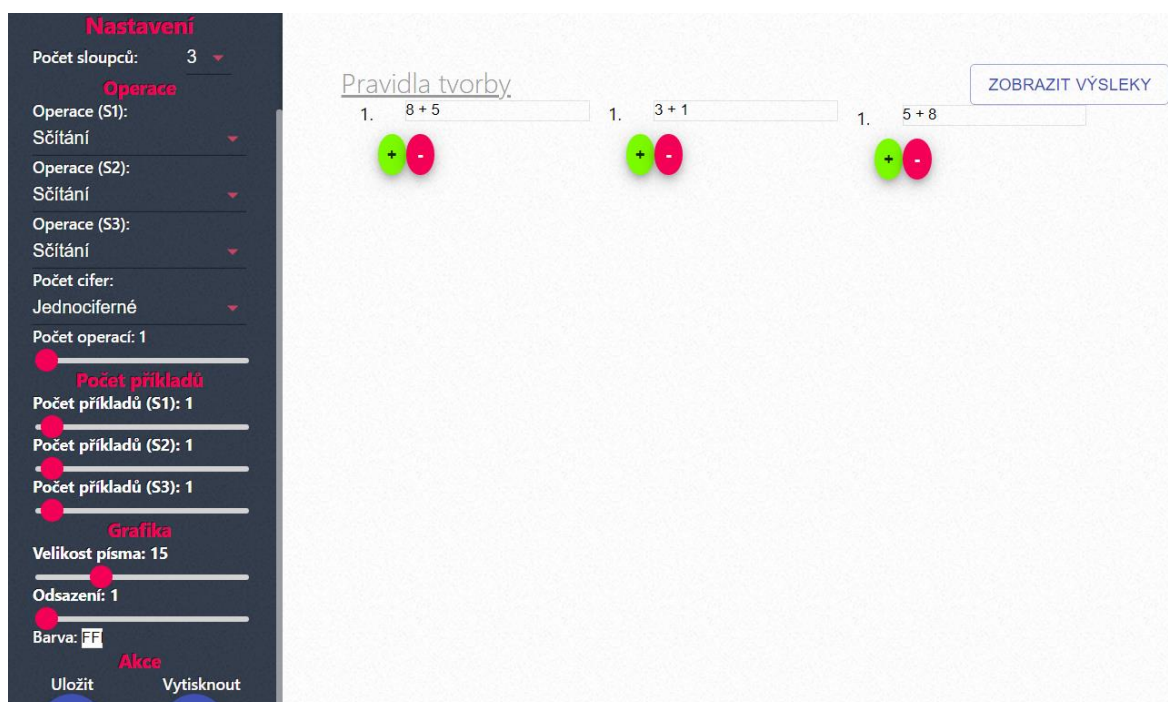 Nastavení
Počet sloupců: 3
Operace
Operace (S1):
Sčítání
Operace (S2):
Sčítání
Operace (S3):
Sčítání
Počet cifer:
Jednociferné
Počet operací: 1
Počet příkladů
Počet příkladů (S1): 1
Počet příkladů (S2): 1
Počet příkladů (S3): 1
Grafika
Velikost písma: 15
Odsazení: 1
Barva: FF
Akce
Uložit Vytisknout
Pravidla tvorby
ZOBRAZIT VÝSLEKY
1. 8 + 5 1. 3 + 1 1. 5 + 8
+ - + - + -